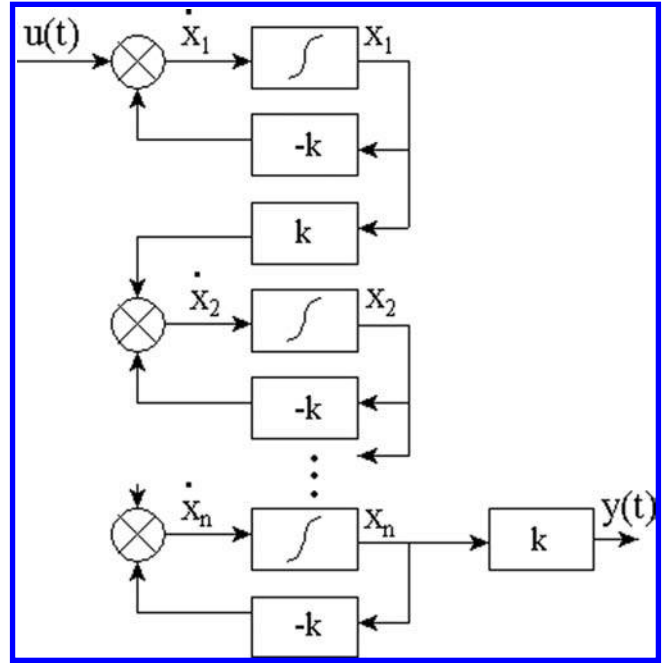 u(t)
ẋ₁
x₁
-k
k
ẋ₂
x₂
-k
ẋₙ
xₙ
k
y(t)
-k